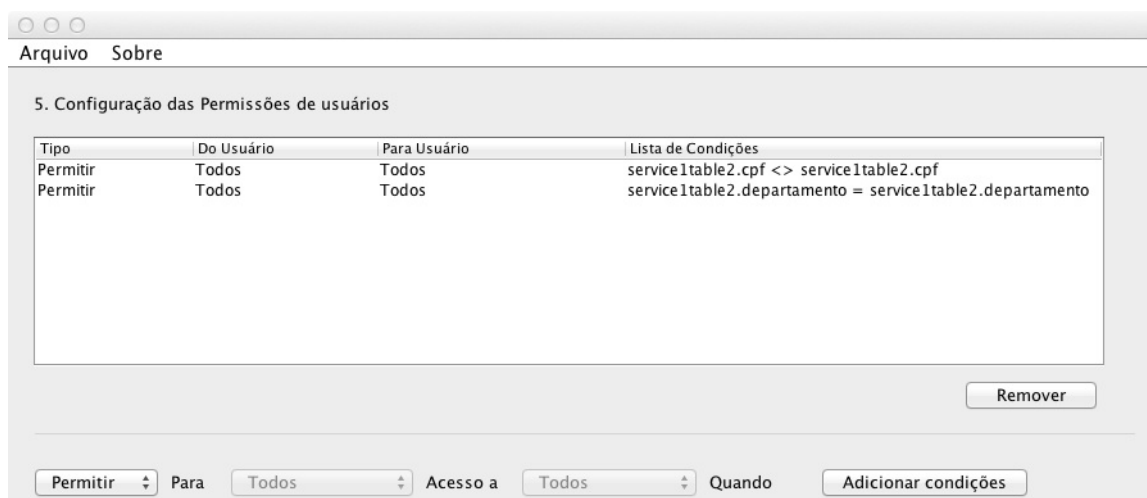 Arquivo Sobre
5. Configuração das Permissões de usuários
Tipo Do Usuário Para Usuário Lista de Condições
Permitir Todos Todos service1table2.cpf <> service1table2.cpf
Permitir Todos Todos service1table2.departamento = service1table2.departamento
Remover
Permitir Para Todos Acesso a Todos Quando Adicionar condições